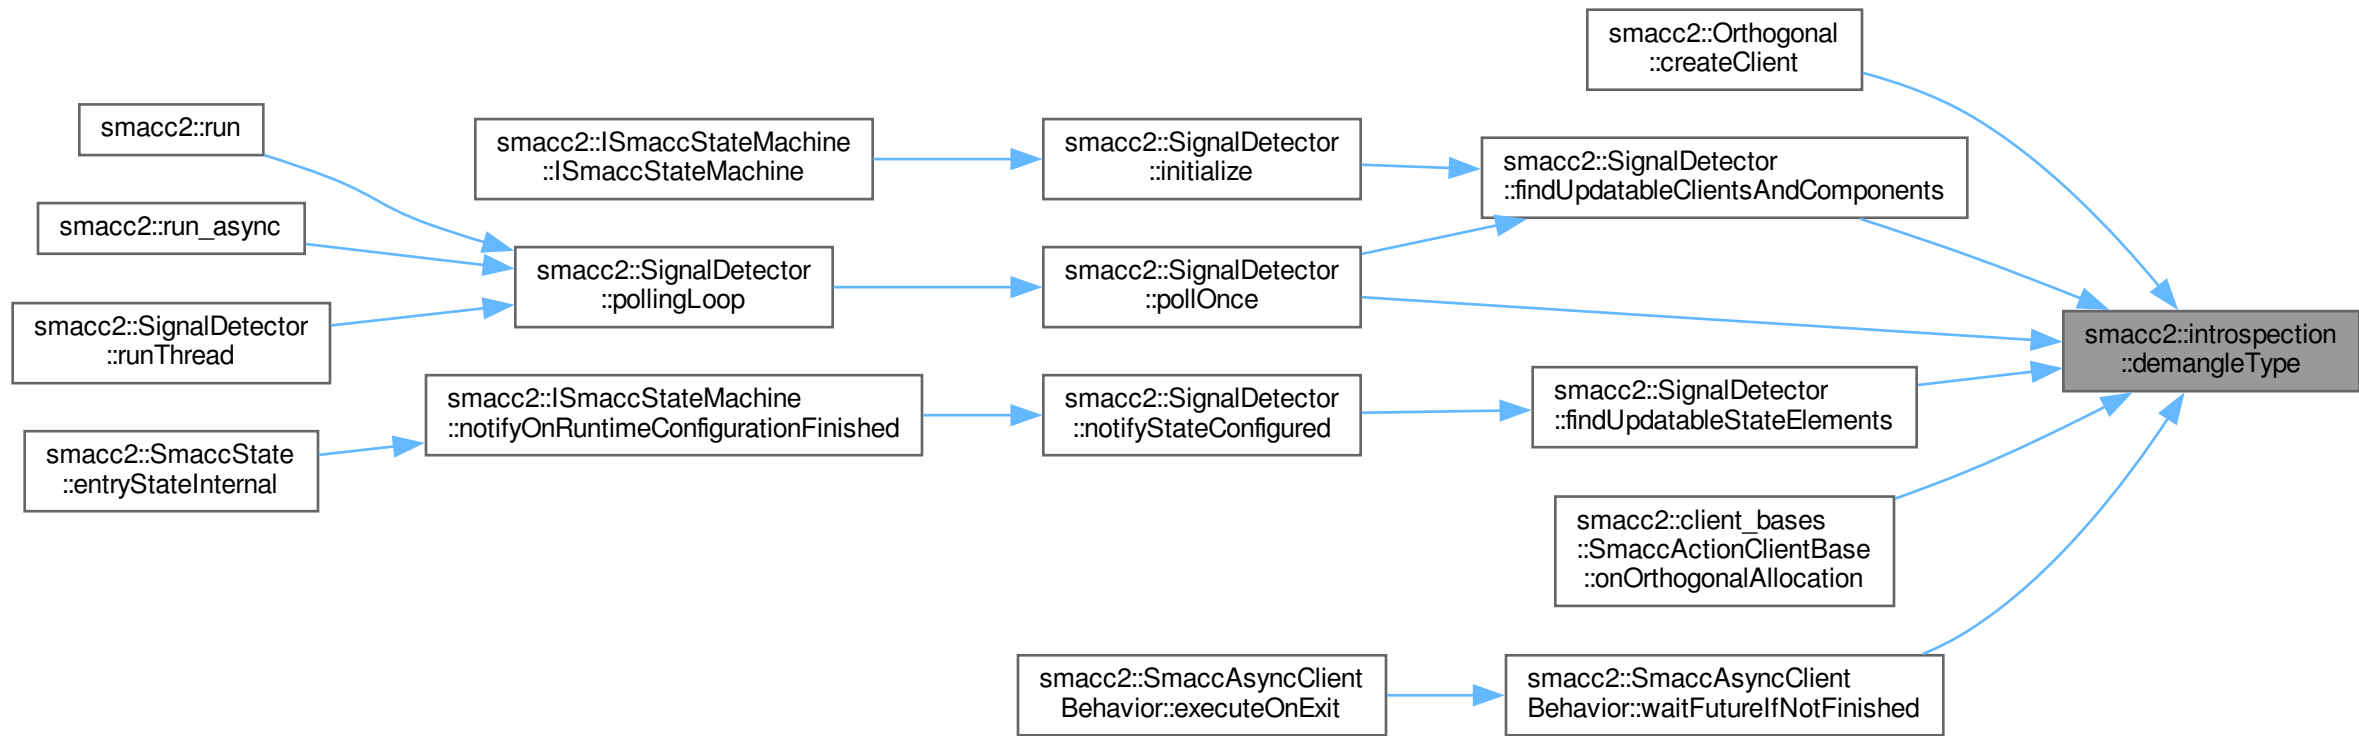 smacc2::Orthogonal
::createClient
smacc2::run
smacc2::ISmaccStateMachine
::ISmaccStateMachine
smacc2::SignalDetector
::initialize
smacc2::SignalDetector
::findUpdatableClientsAndComponents
smacc2::run_async
smacc2::SignalDetector
::pollingLoop
smacc2::SignalDetector
::pollOnce
smacc2::SignalDetector
::runThread
smacc2::introspection
::demangleType
smacc2::ISmaccStateMachine
::notifyOnRuntimeConfigurationFinished
smacc2::SignalDetector
::notifyStateConfigured
smacc2::SignalDetector
::findUpdatableStateElements
smacc2::SmaccState
::entryStateInternal
smacc2::client_bases
::SmaccActionClientBase
::onOrthogonalAllocation
smacc2::SmaccAsyncClient
Behavior::executeOnExit
smacc2::SmaccAsyncClient
Behavior::waitFutureIfNotFinished